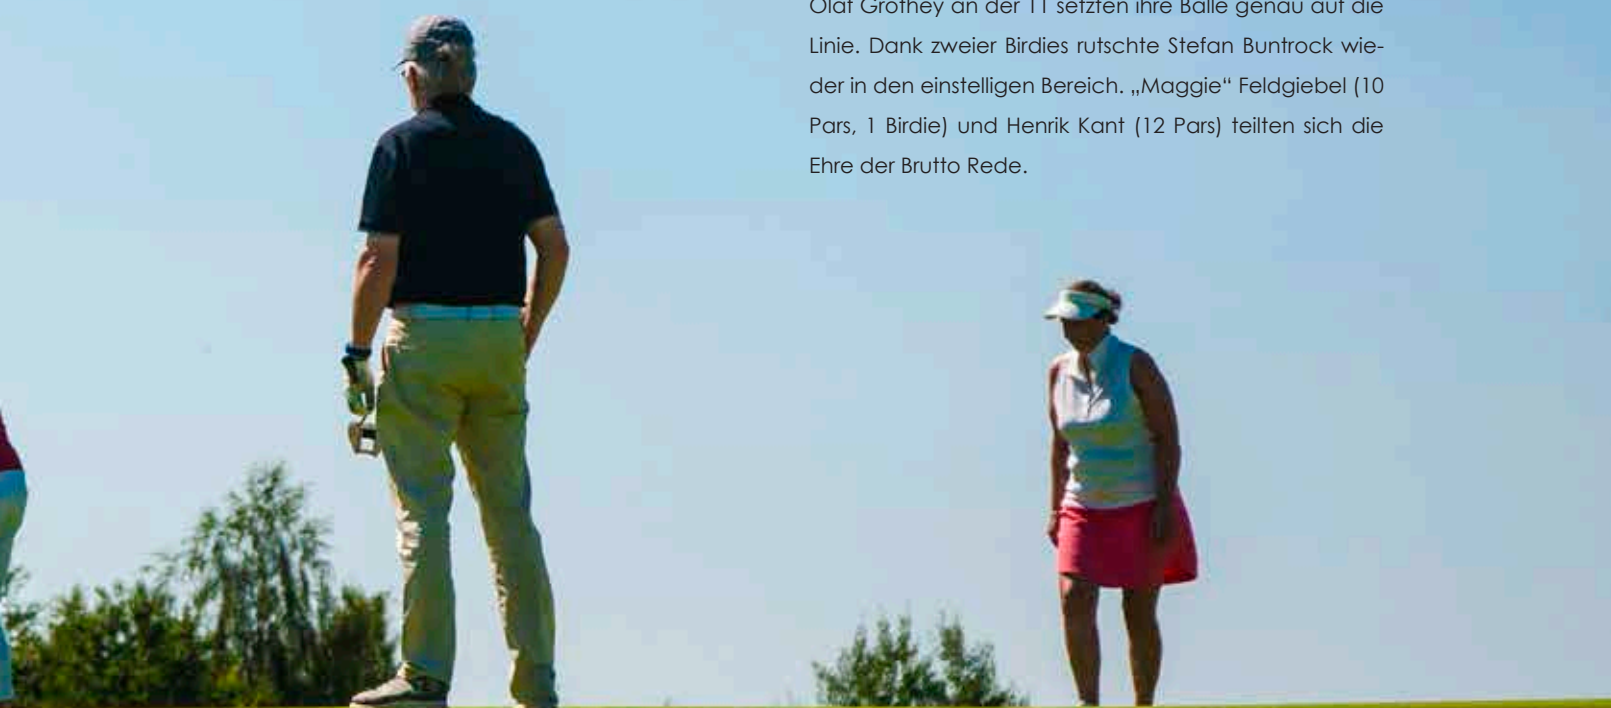 Olaf Grothey an der 11 setzten ihre Bälle genau auf die
Linie. Dank zweier Birdies rutschte Stefan Buntrock wie-
der in den einstelligen Bereich. „Maggie“ Feldgiebel (10
Pars, 1 Birdie) und Henrik Kant (12 Pars) teilten sich die
Ehre der Brutto Rede.